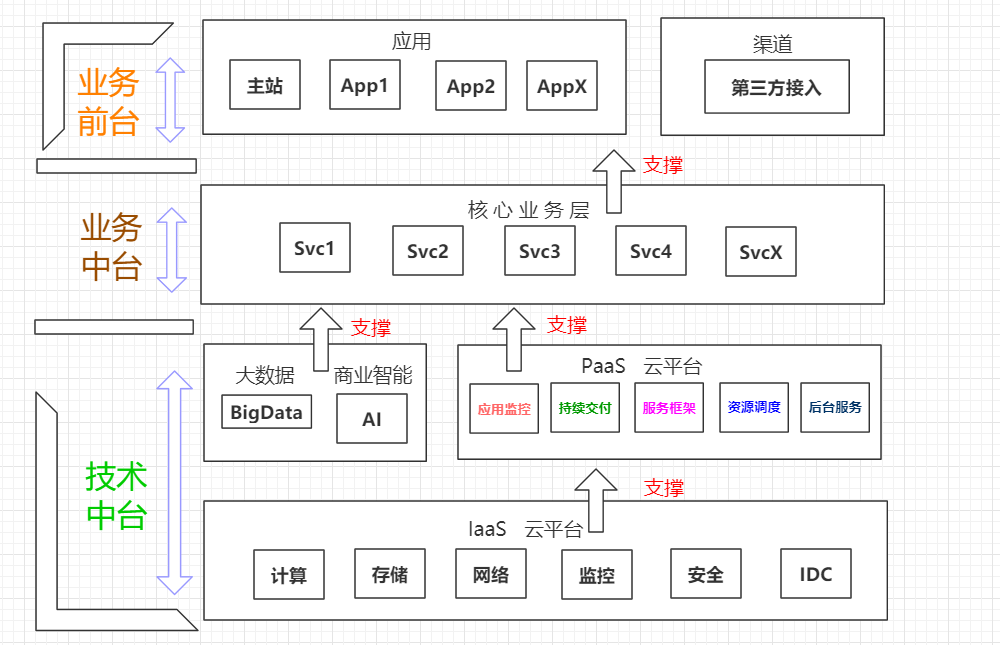 应用
渠道
业务
前台
主站
App1
App2
AppX
第三方接入
支撑
业务
中台
核心业务层
Svc1
Svc2
Svc3
Svc4
SvcX
支撑
支撑
大数据
商业智能
BigData
AI
PaaS 云平台
应用监控
持续交付
服务框架
资源调度
后台服务
技术
中台
支撑
IaaS 云平台
计算
存储
网络
监控
安全
IDC